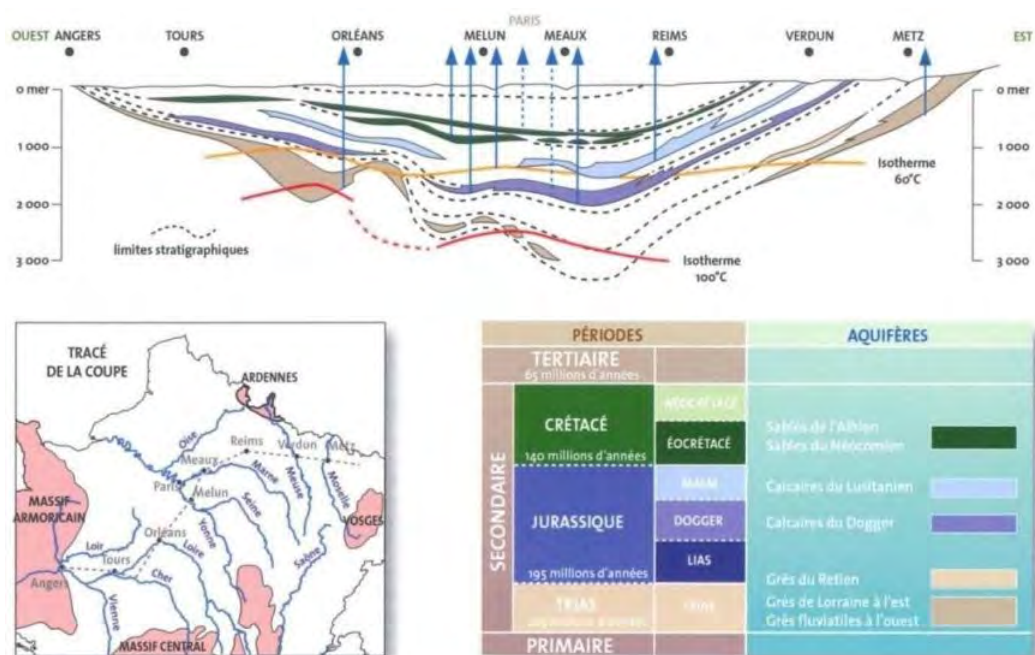 PARIS
OUEST ANGERS TOURS ORLÉANS MELUN MEAUX REIMS VERDUN METZ EST
0 mer 0 mer
1 000 1 000
2 000 2 000
3 000 3 000
Isotherme
60°C
limites stratigraphiques
Isotherme
100°C
TRACÉ
DE LA COUPE
ARDENNES
Oise
Reims
Verdun
Metz
Meaux
Marne
Meuse
Moselle
Paris
Melun
Seine
MASSIF
ARMORICAIN
VOSGES
Orléans
Yonne
Loir
Loire
Saône
Tours
Angers
Cher
Vienne
MASSIF CENTRAL
PÉRIODES
AQUIFÈRES
TERTIAIRE
65 millions d'années
SECONDAIRE
CRÉTACÉ
140 millions d'années
ÉOCRÉTACÉ
Sables de l'Albien
Sables du Néocomien
JURASSIQUE
195 millions d'années
MALM
DOGGER
LIAS
Calcaires du Lusitanien
Calcaires du Dogger
TRIAS
Grès du Retien
Grès de Lorraine à l'est
Grès fluviatiles à l'ouest
PRIMAIRE